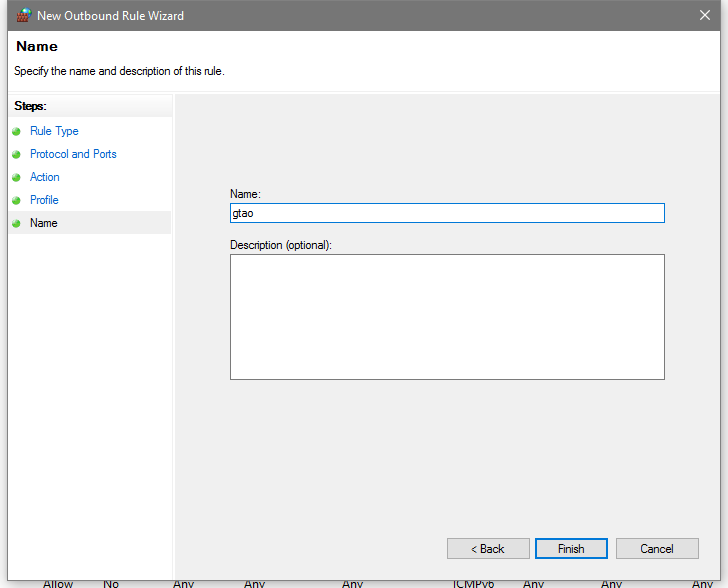 New Outbound Rule Wizard
Name
Specify the name and description of this rule.
Steps:
Rule Type
Protocol and Ports
Action
Profile
Name
Name:
gtao
Description (optional):
< Back
Finish
Cancel
Allow No Any Any Any ICMPv6 Any Any Any